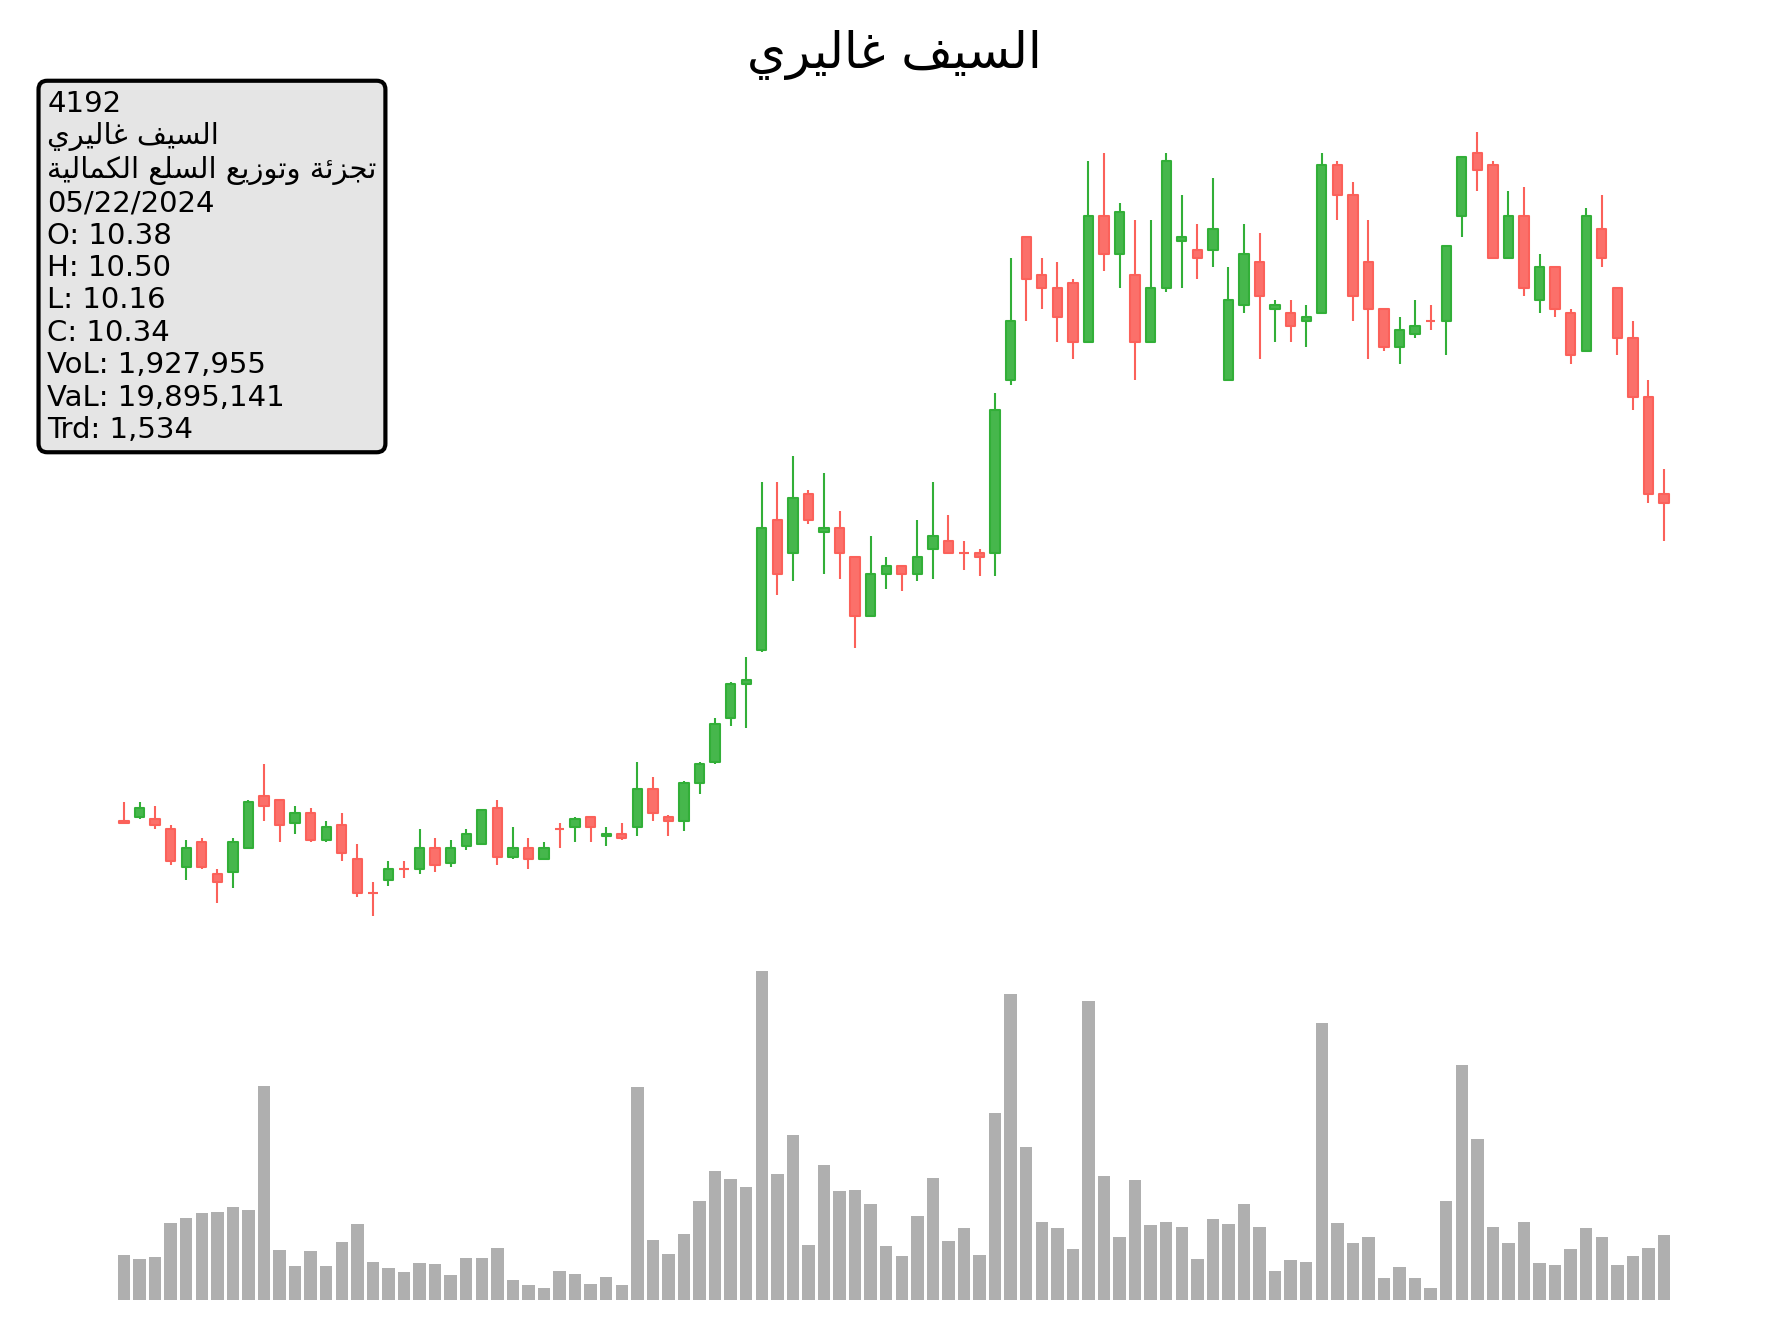 السيف غاليري
4192
السيف غاليري
تجزئة وتوزيع السلع الكمالية
05/22/2024
O: 10.38
H: 10.50
L: 10.16
C: 10.34
VoL: 1,927,955
VaL: 19,895,141
Trd: 1,534